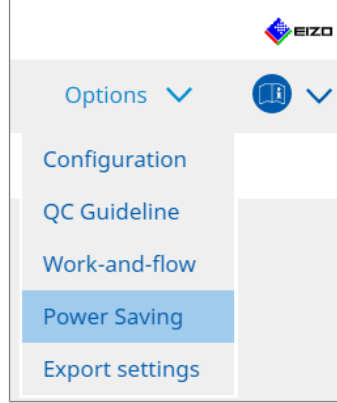 EIZO
Options
Configuration
QC Guideline
Work-and-flow
Power Saving
Export settings